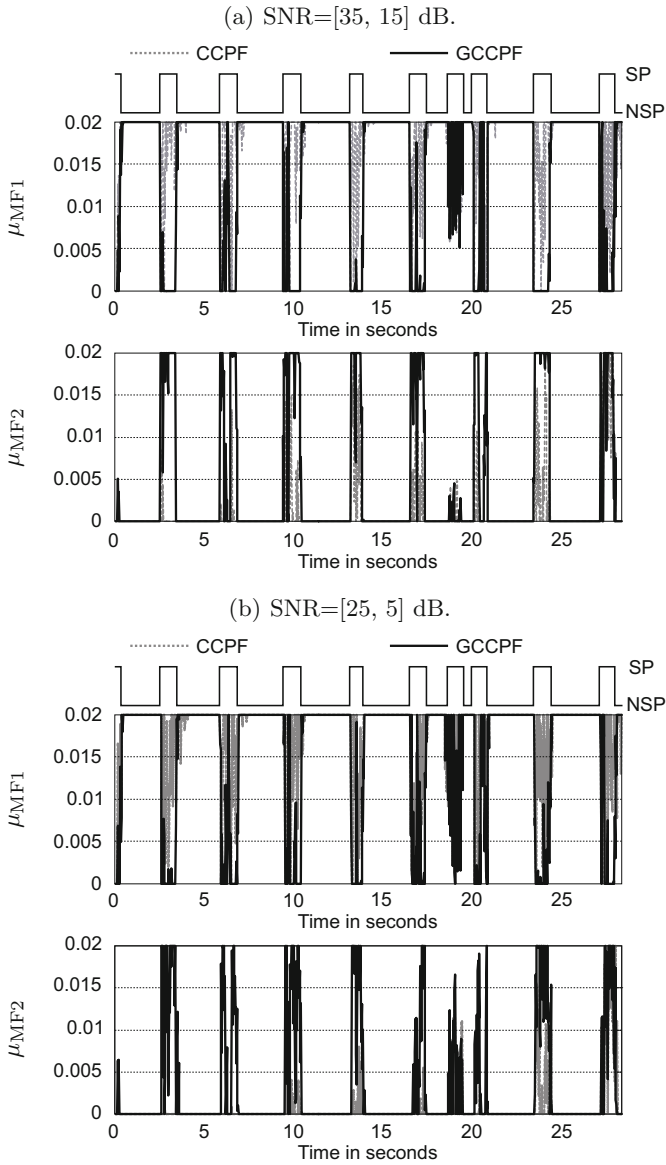 (a) SNR=[35, 15] dB.
CCPF GCCPF
SP
NSP
0.02
0.015
0.01
0.005
0
μMF1
0 5 10 15 20 25
Time in seconds
0.02
0.015
0.01
0.005
0
μMF2
0 5 10 15 20 25
Time in seconds
(b) SNR=[25, 5] dB.
CCPF GCCPF
SP
NSP
0.02
0.015
0.01
0.005
0
μMF1
0 5 10 15 20 25
Time in seconds
0.02
0.015
0.01
0.005
0
μMF2
0 5 10 15 20 25
Time in seconds